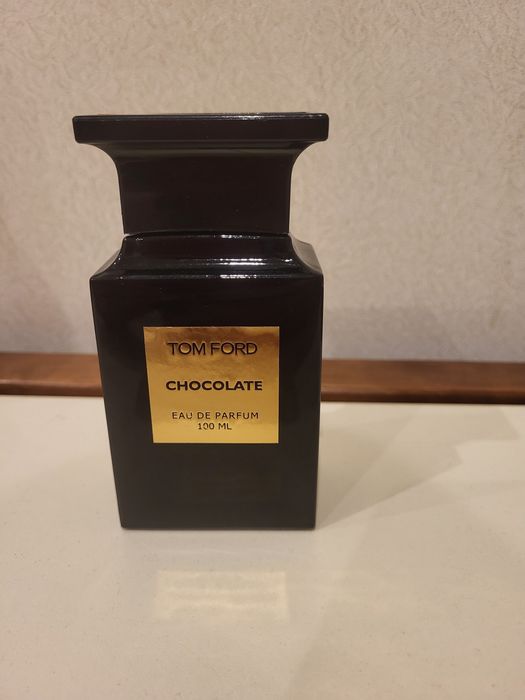 TOM FORD
CHOCOLATE
EAU DE PARFUM
100 ML